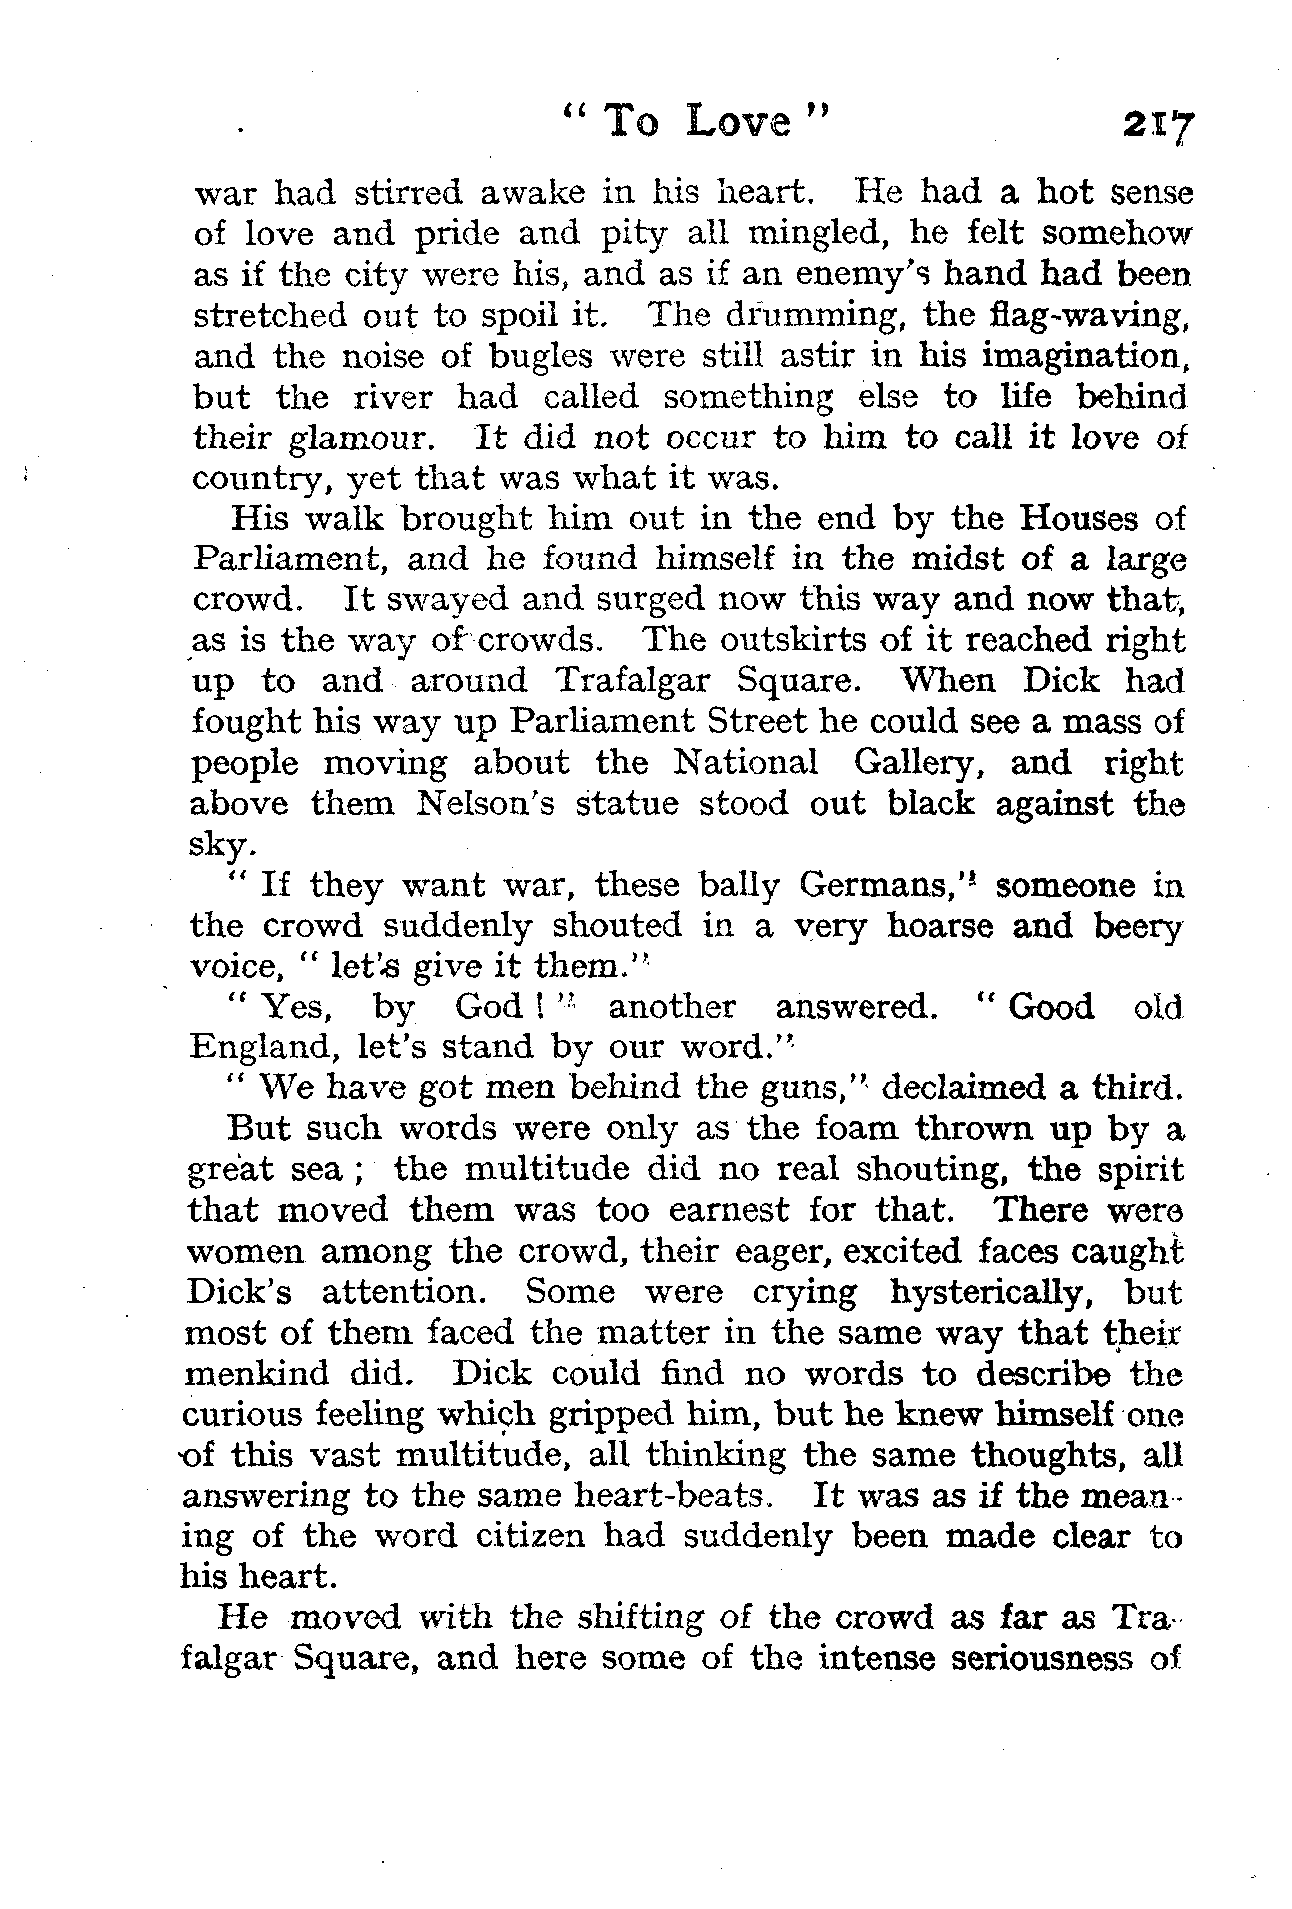 “ To Love ” 217
war had stirred awake in his heart. He had a hot sense
of love and pride and pity all mingled, he felt somehow
as if the city were his, and as if an enemy's hand had been
stretched out to spoil it. The drumming, the flag-waving,
and the noise of bugles were still astir in his imagination,
but the river had called something else to life behind
their glamour. It did not occur to him to call it love of
country, yet that was what it was.
His walk brought him out in the end by the Houses of
Parliament, and he found himself in the midst of a large
crowd. It swayed and surged now this way and now that,
as is the way of crowds. The outskirts of it reached right
up to and around Trafalgar Square. When Dick had
fought his way up Parliament Street he could see a mass of
people moving about the National Gallery, and right
above them Nelson's statue stood out black against the
sky.
“ If they want war, these bally Germans,” someone in
the crowd suddenly shouted in a very hoarse and beery
voice, “ let's give it them.”
“ Yes, by God ! ” another answered. “ Good old
England, let's stand by our word.”
“ We have got men behind the guns,” declaimed a third.
But such words were only as the foam thrown up by a
great sea ; the multitude did no real shouting, the spirit
that moved them was too earnest for that. There were
women among the crowd, their eager, excited faces caught
Dick's attention. Some were crying hysterically, but
most of them faced the matter in the same way that their
menkind did. Dick could find no words to describe the
curious feeling which gripped him, but he knew himself one
of this vast multitude, all thinking the same thoughts, all
answering to the same heart-beats. It was as if the mean-
ing of the word citizen had suddenly been made clear to
his heart.
He moved with the shifting of the crowd as far as Tra-
falgar Square, and here some of the intense seriousness of